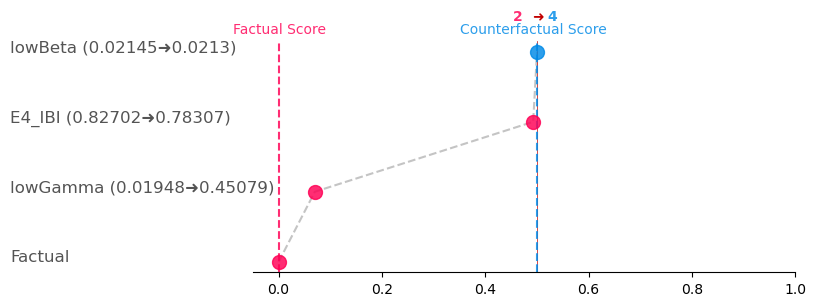 2 ➔ 4
Factual Score Counterfactual Score
lowBeta (0.02145➔0.0213)
E4_IBI (0.82702➔0.78307)
lowGamma (0.01948➔0.45079)
Factual
0.0 0.2 0.4 0.6 0.8 1.0